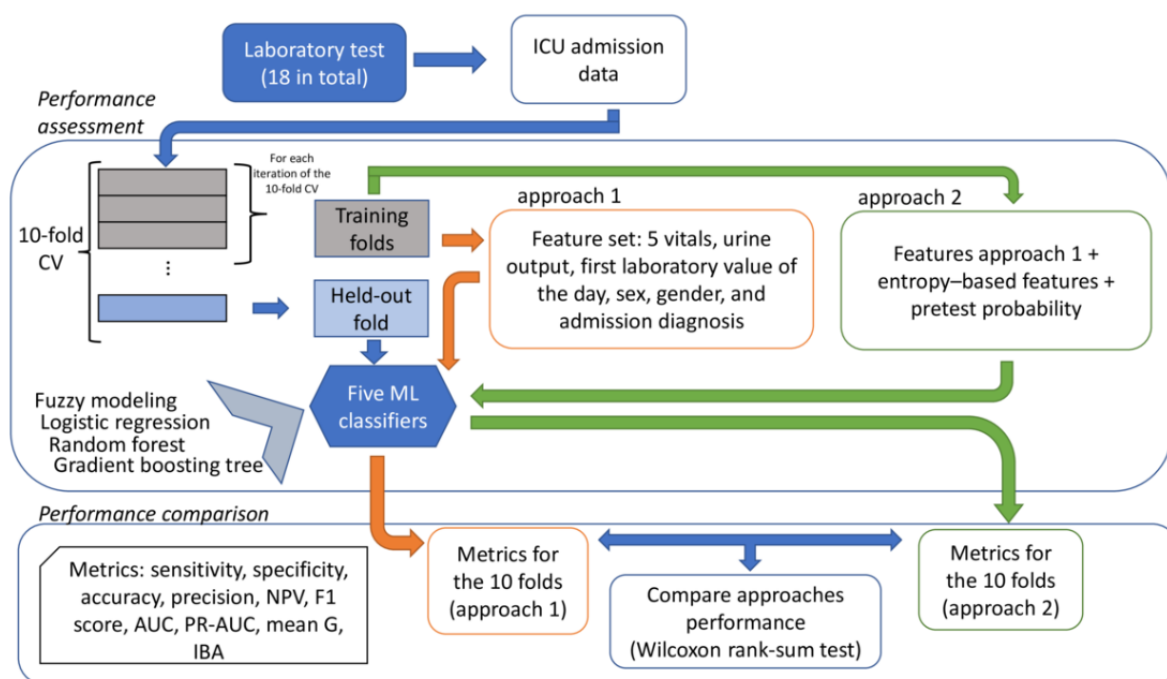 Laboratory test
(18 in total)
ICU admission
data
Performance
assessment
For each
iteration of the
10-fold CV
10-fold
CV
...
Training
folds
Held-out
fold
approach 1
Feature set: 5 vitals, urine
output, first laboratory value of
the day, sex, gender, and
admission diagnosis
approach 2
Features approach 1 +
entropy–based features +
pretest probability
Five ML
classifiers
Fuzzy modeling
Logistic regression
Random forest
Gradient boosting tree
Performance comparison
Metrics: sensitivity, specificity,
accuracy, precision, NPV, F1
score, AUC, PR-AUC, mean G,
IBA
Metrics for
the 10 folds
(approach 1)
Compare approaches
performance
(Wilcoxon rank-sum test)
Metrics for
the 10 folds
(approach 2)